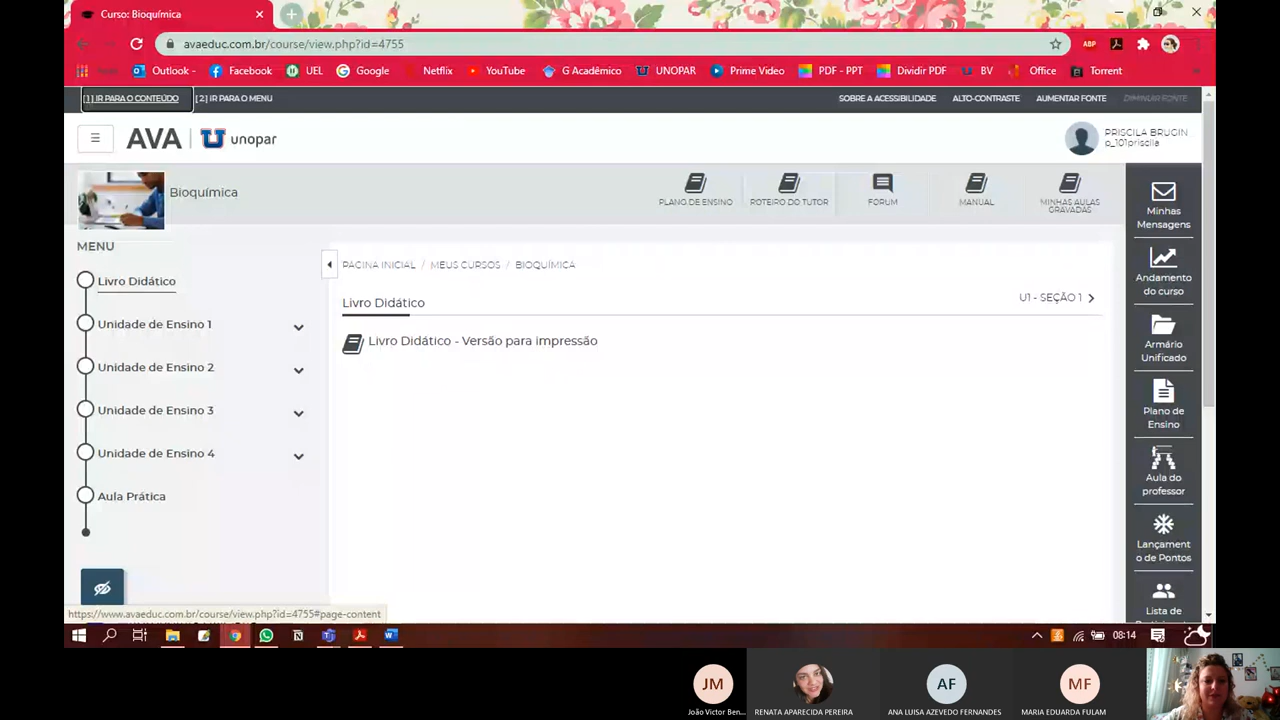 Curso: Bioquímica
avaeduc.com.br/course/view.php?id=4755
ABP
Outlook -
Facebook
UEL
Google
Netflix
YouTube
G Acadêmico
UNOPAR
Prime Video
PDF - PPT
Dividir PDF
BV
Office
Torrent
[1] IR PARA O CONTEÚDO
[2] IR PARA O MENU
SOBRE A ACESSIBILIDADE
ALTO-CONTRASTE
AUMENTAR FONTE
DIMINUIR FONTE
AVA
unopar
PRISCILA BRUGIN
p_101priscila
Bioquímica
PLANO DE ENSINO
ROTEIRO DO TUTOR
FORUM
MANUAL
MINHAS AULAS
GRAVADAS
MENU
Livro Didático
Unidade de Ensino 1
Unidade de Ensino 2
Unidade de Ensino 3
Unidade de Ensino 4
Aula Prática
PÁGINA INICIAL / MEUS CURSOS / BIOQUÍMICA
Livro Didático
U1 - SEÇÃO 1
Livro Didático - Versão para impressão
Minhas
Mensagens
Andamento
do curso
Armário
Unificado
Plano de
Ensino
Aula do
professor
Lançament
o de Pontos
Lista de
https://www.avaeduc.com.br/course/view.php?id=4755#page-content
08:14
JM
João Victor Ben...
RENATA APARECIDA PEREIRA
AF
ANA LUISA AZEVEDO FERNANDES
MF
MARIA EDUARDA FULAM